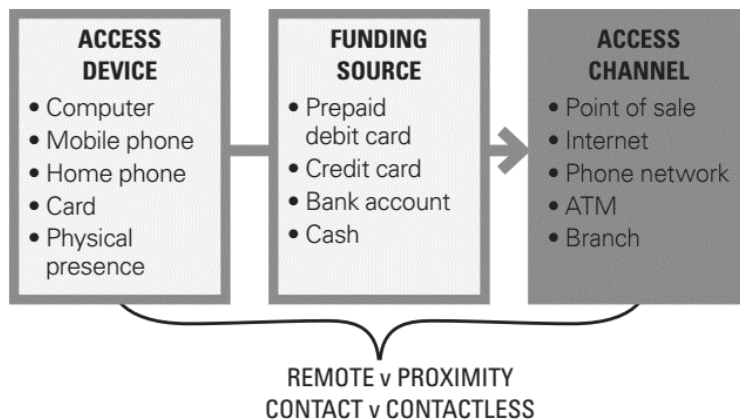 ACCESS
DEVICE
• Computer
• Mobile phone
• Home phone
• Card
• Physical
presence
FUNDING
SOURCE
• Prepaid
debit card
• Credit card
• Bank account
• Cash
ACCESS
CHANNEL
• Point of sale
• Internet
• Phone network
• ATM
• Branch
REMOTE v PROXIMITY
CONTACT v CONTACTLESS